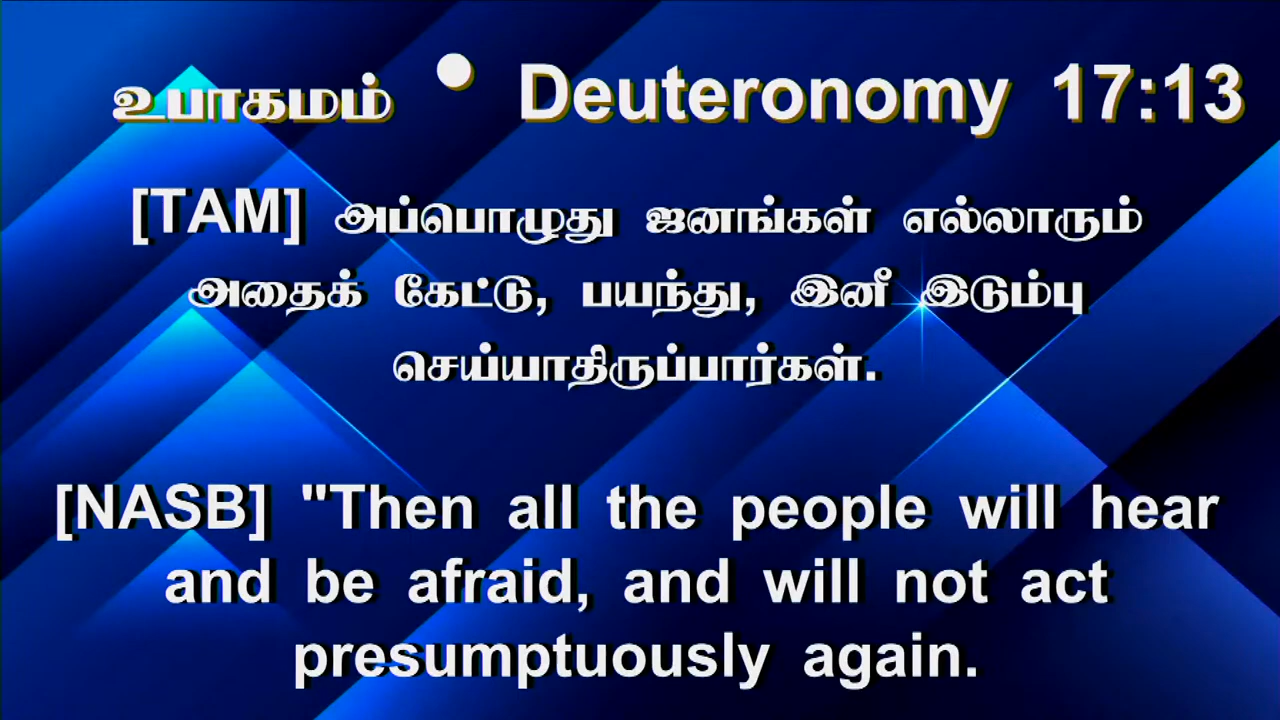 உபாகமம் • Deuteronomy 17:13
[TAM] அப்பொழுது ஜனங்கள் எல்லாரும்
அதைக் கேட்டு, பயந்து, இனீ இடும்பு
செய்யாதிருப்பார்கள்.
[NASB] "Then all the people will hear
and be afraid, and will not act
presumptuously again.